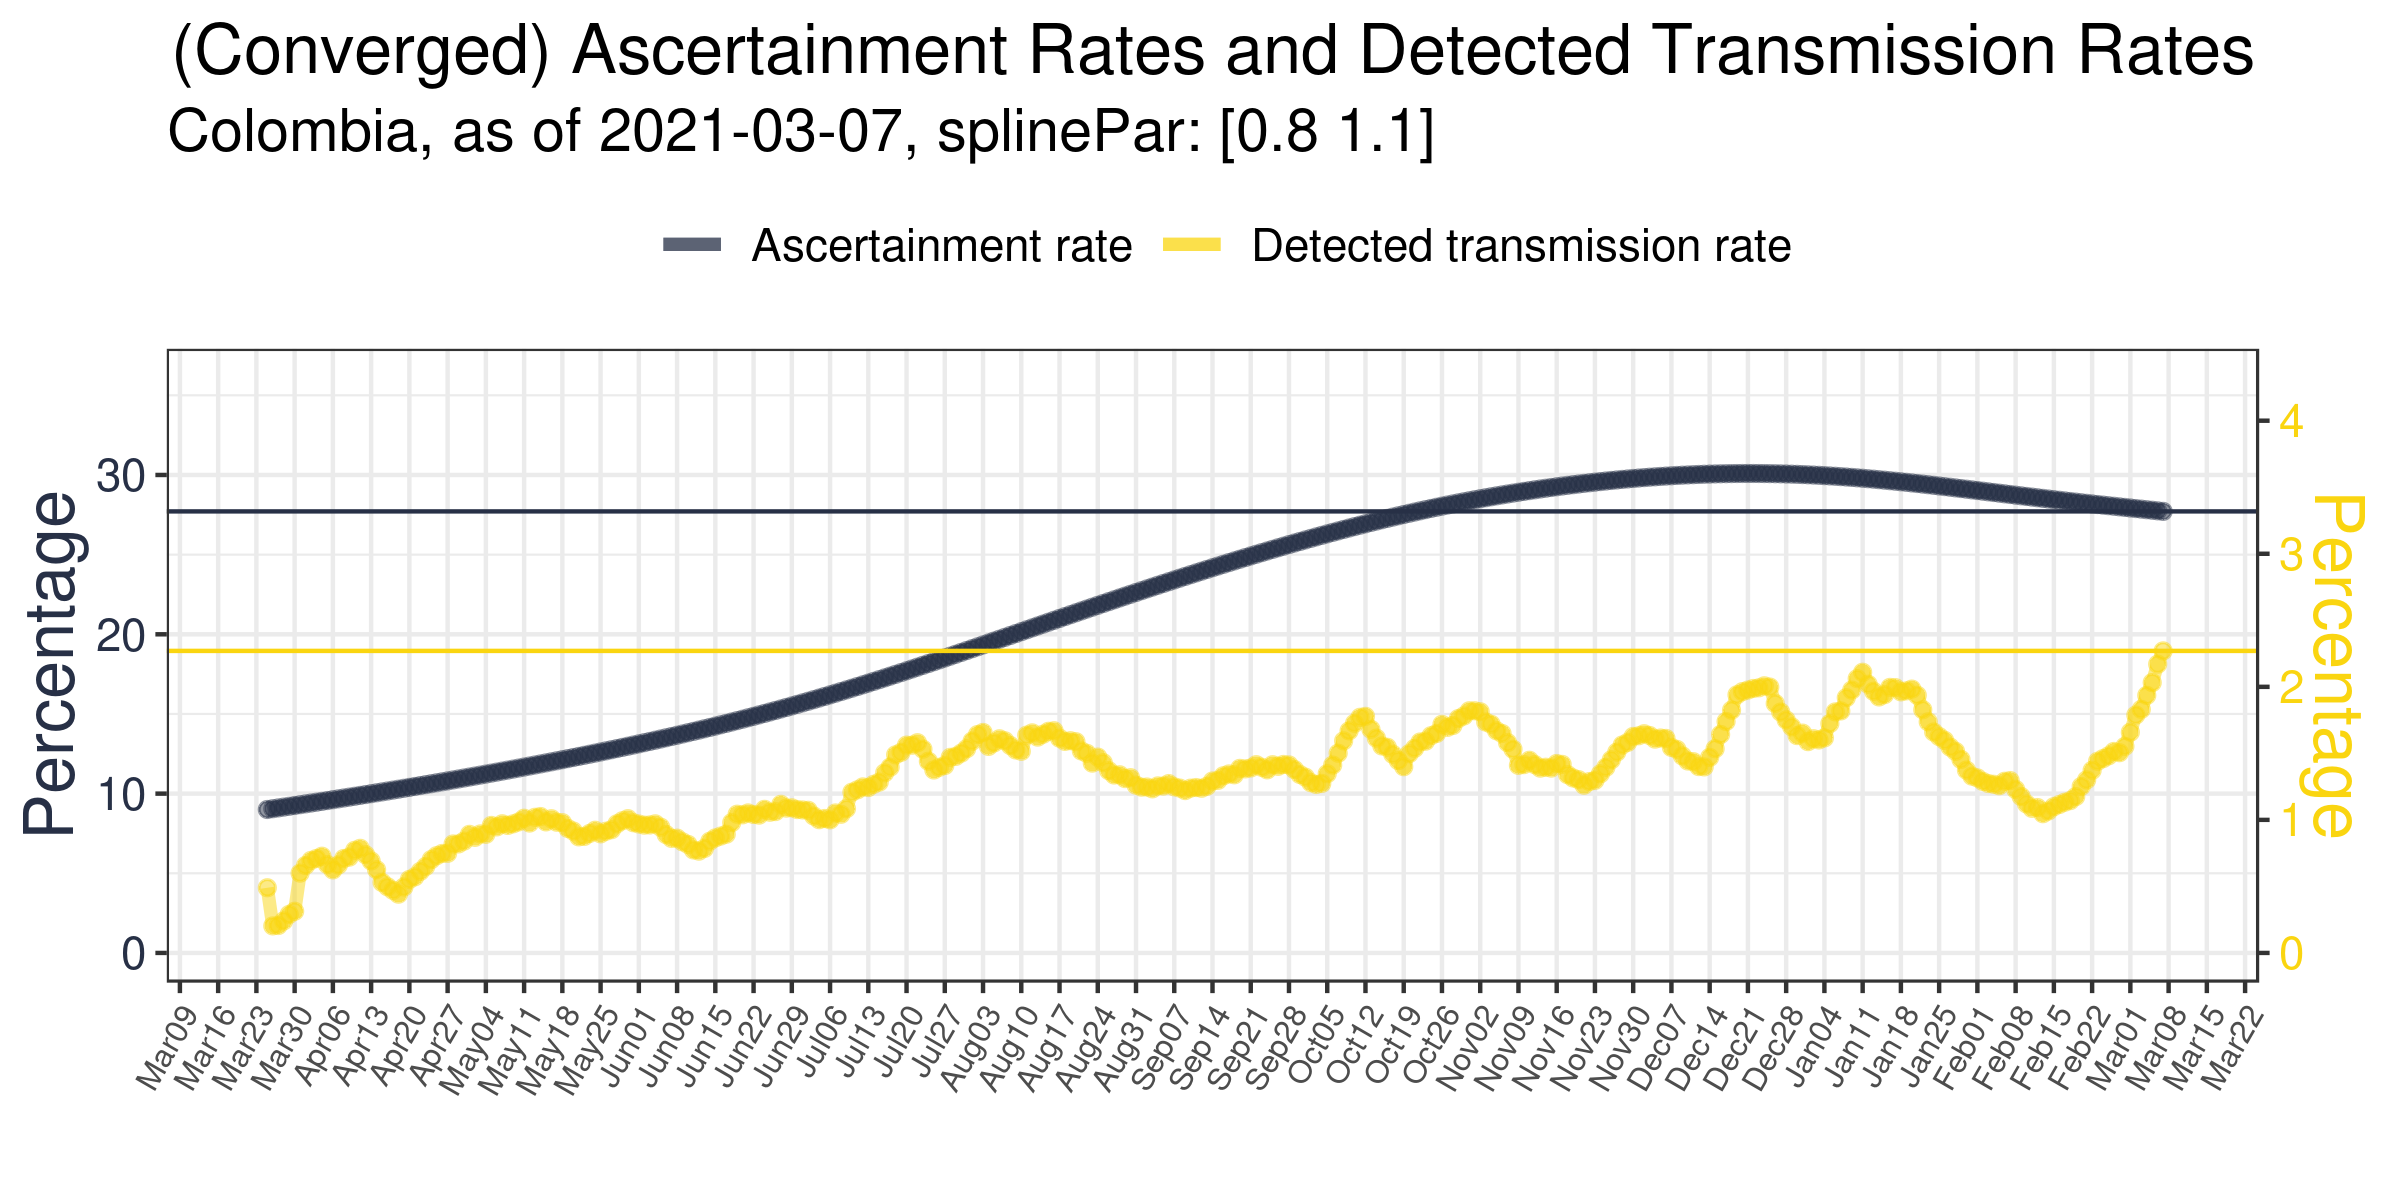 (Converged) Ascertainment Rates and Detected Transmission Rates
Colombia, as of 2021-03-07, splinePar: [0.8 1.1]
Ascertainment rate
Detected transmission rate
Percentage
30
20
10
0
4
3
2
1
0
Percentage
Mar09
Mar16
Mar23
Mar30
Apr06
Apr13
Apr20
Apr27
May04
May11
May18
May25
Jun01
Jun08
Jun15
Jun22
Jun29
Jul06
Jul13
Jul20
Jul27
Aug03
Aug10
Aug17
Aug24
Aug31
Sep07
Sep14
Sep21
Sep28
Oct05
Oct12
Oct19
Oct26
Nov02
Nov09
Nov16
Nov23
Nov30
Dec07
Dec14
Dec21
Dec28
Jan04
Jan11
Jan18
Jan25
Feb01
Feb08
Feb15
Feb22
Mar01
Mar08
Mar15
Mar22